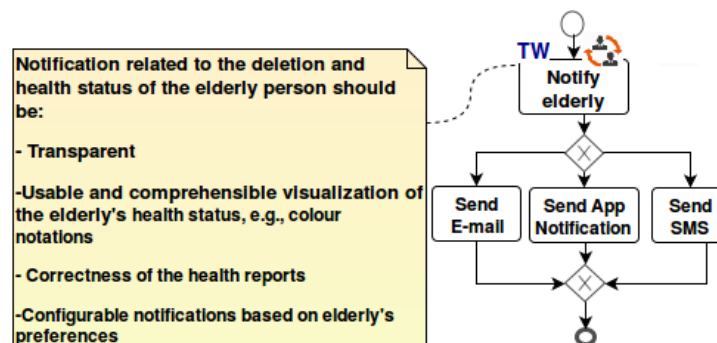 Notification related to the deletion and
health status of the elderly person should
be:
- Transparent
-Usable and comprehensible visualization of
the elderly's health status, e.g., colour
notations
- Correctness of the health reports
-Configurable notifications based on elderly's
preferences
TW
Notify
elderly
X
Send
E-mail
Send App
Notification
Send
SMS
X